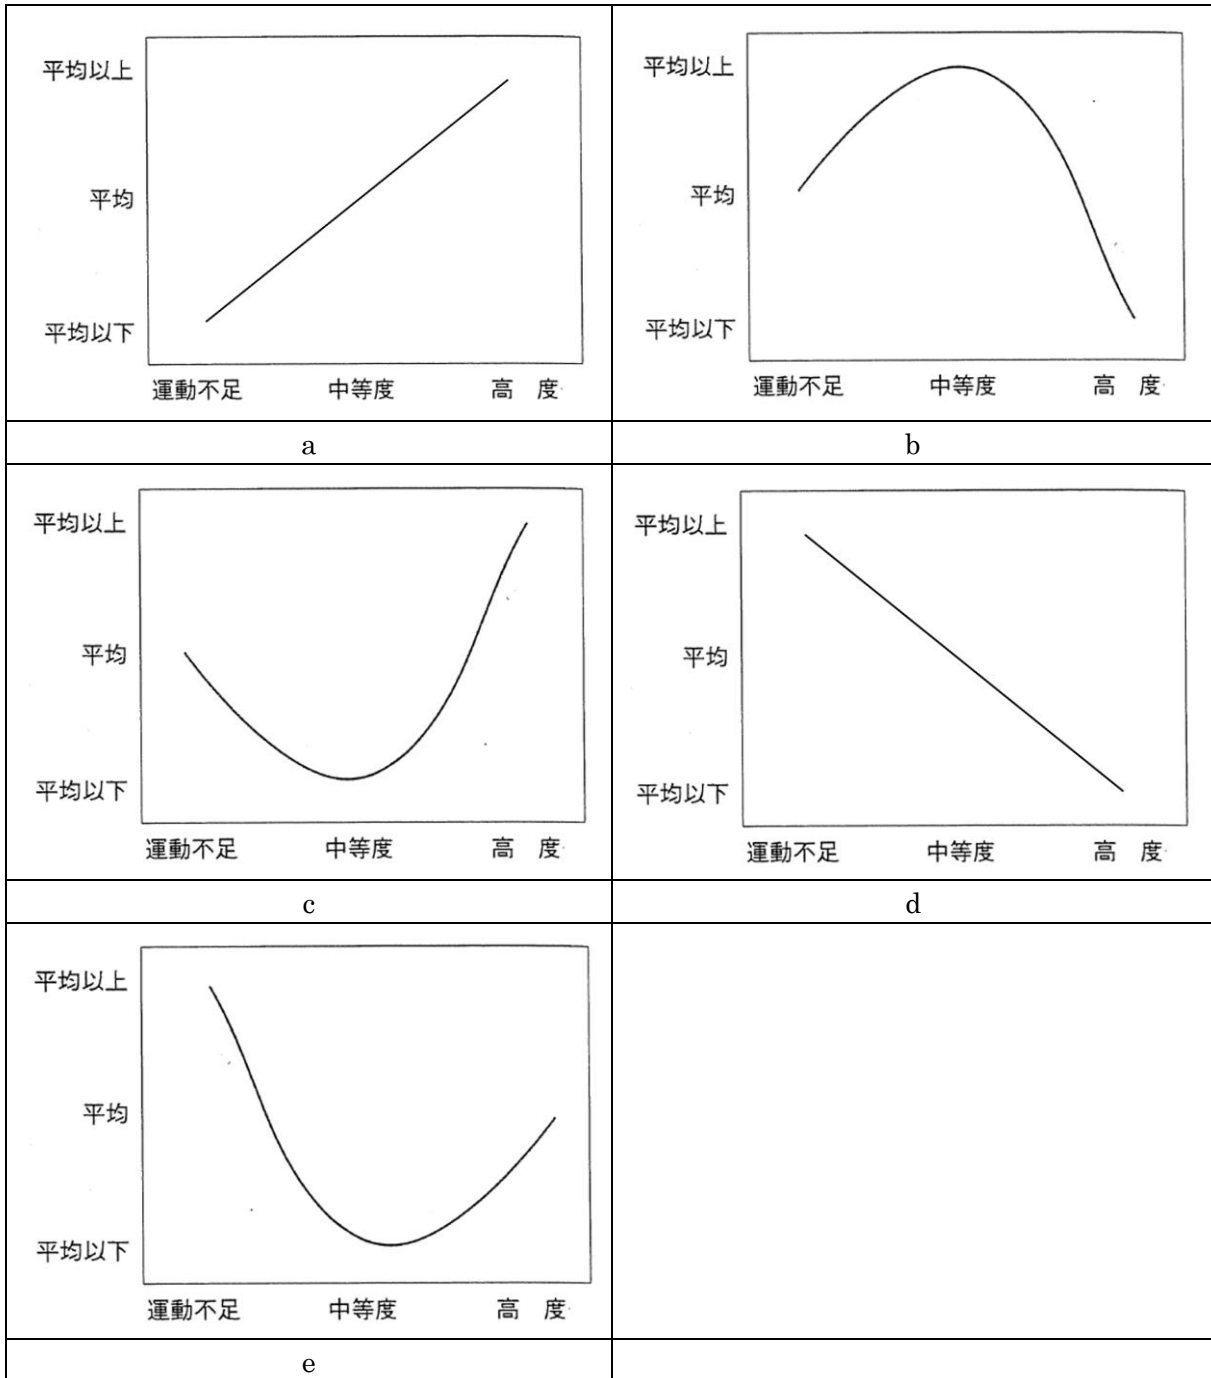 平均以上
平均
平均以下
運動不足 中等度 高 度
a
平均以上
平均
平均以下
運動不足 中等度 高 度
b
平均以上
平均
平均以下
運動不足 中等度 高 度
c
平均以上
平均
平均以下
運動不足 中等度 高 度
d
平均以上
平均
平均以下
運動不足 中等度 高 度
e